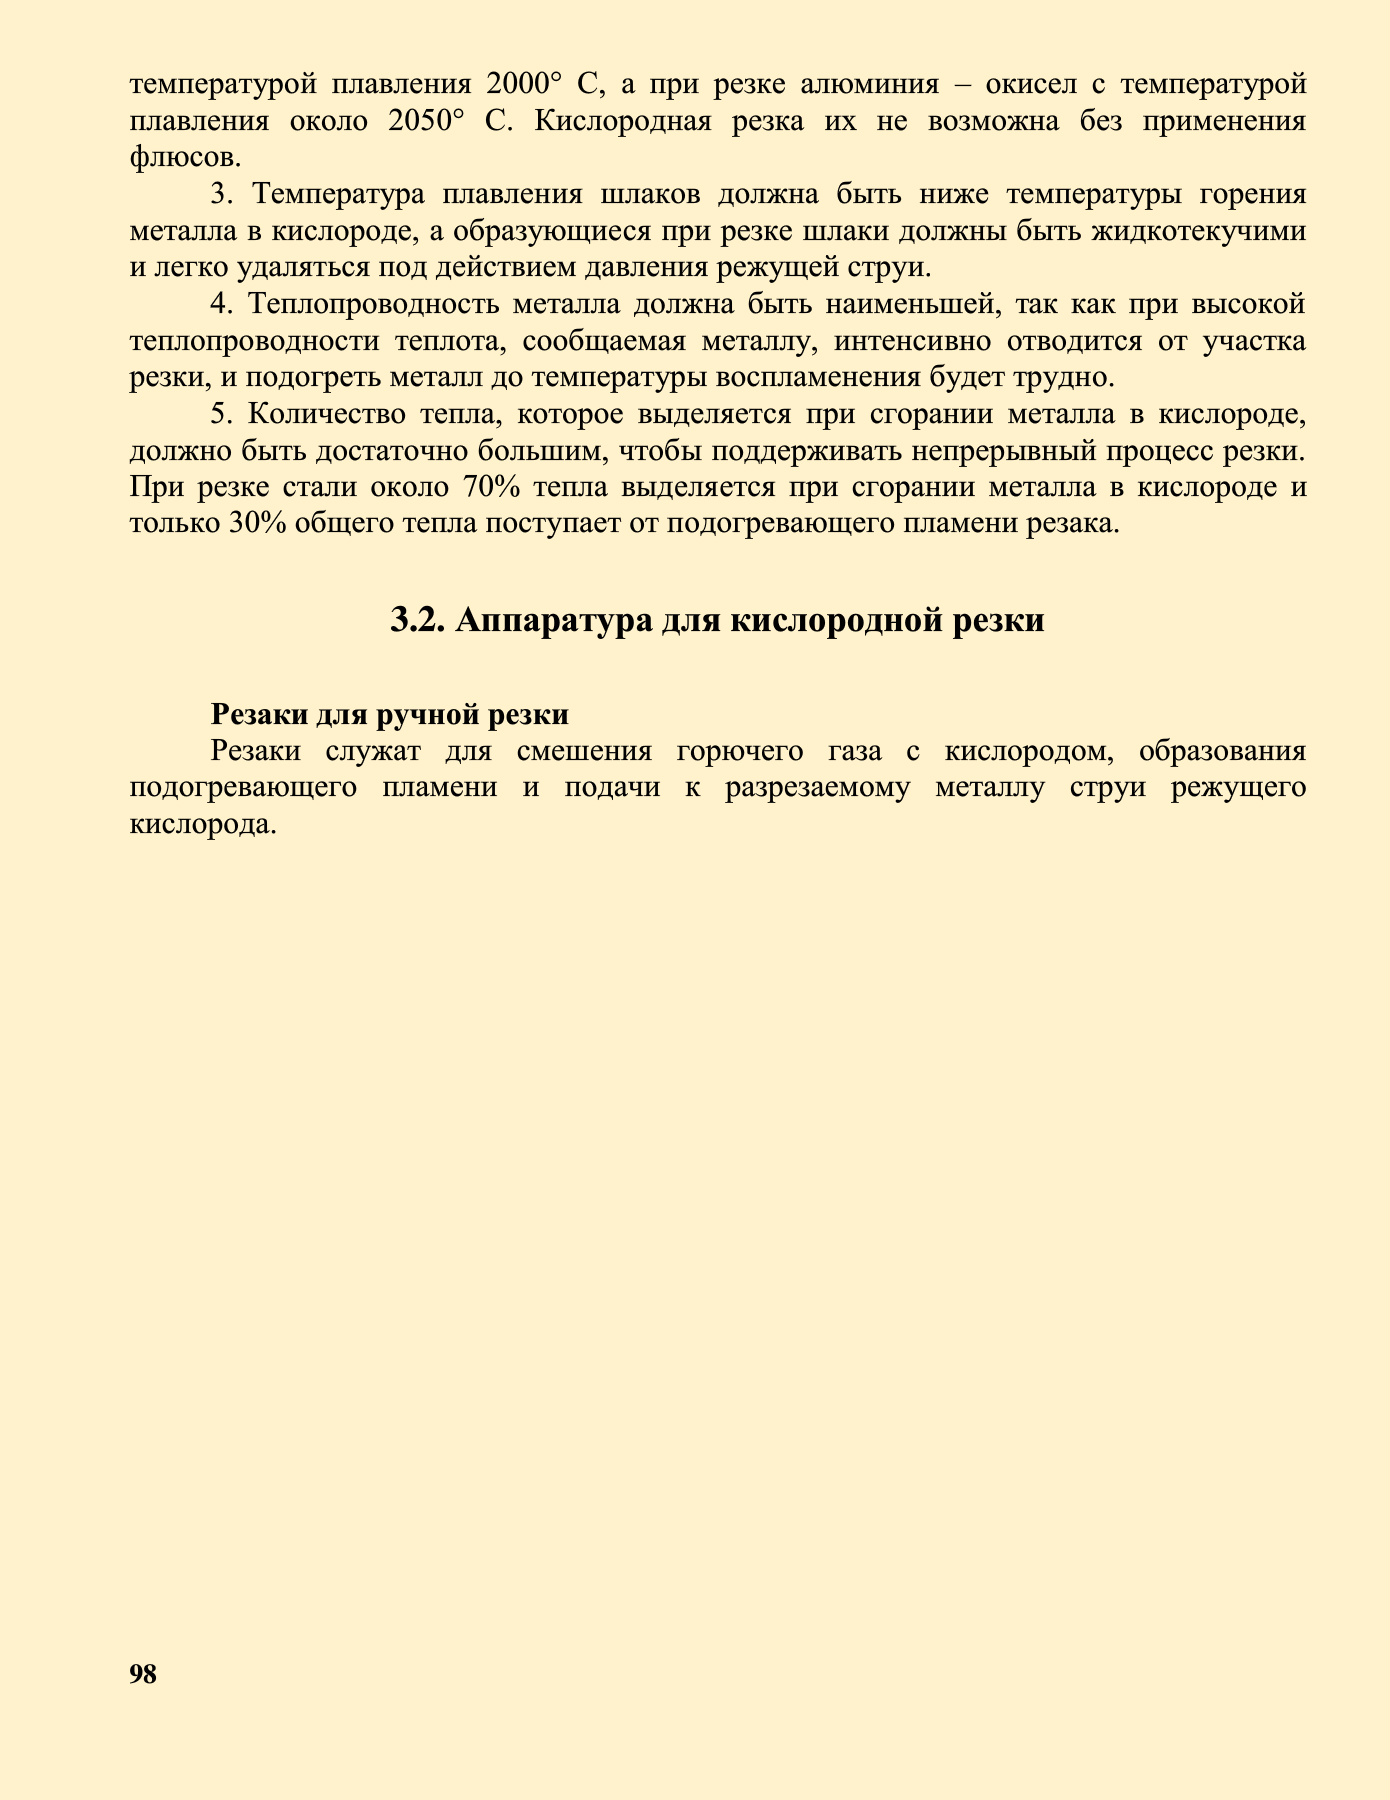 температурой плавления 2000° С, а при резке алюминия – окисел с температурой
плавления около 2050° С. Кислородная резка их не возможна без применения
флюсов.
3. Температура плавления шлаков должна быть ниже температуры горения
металла в кислороде, а образующиеся при резке шлаки должны быть жидкотекучими
и легко удаляться под действием давления режущей струи.
4. Теплопроводность металла должна быть наименьшей, так как при высокой
теплопроводности теплота, сообщаемая металлу, интенсивно отводится от участка
резки, и подогреть металл до температуры воспламенения будет трудно.
5. Количество тепла, которое выделяется при сгорании металла в кислороде,
должно быть достаточно большим, чтобы поддерживать непрерывный процесс резки.
При резке стали около 70% тепла выделяется при сгорании металла в кислороде и
только 30% общего тепла поступает от подогревающего пламени резака.
3.2. Аппаратура для кислородной резки
Резаки для ручной резки
Резаки служат для смешения горючего газа с кислородом, образования
подогревающего пламени и подачи к разрезаемому металлу струи режущего
кислорода.
98